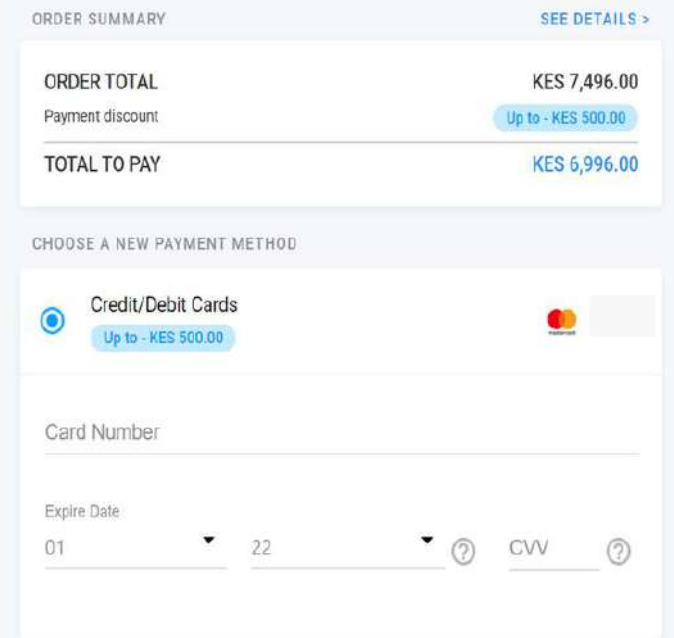 ORDER SUMMARY SEE DETAILS >
ORDER TOTAL KES 7,496.00
Payment discount Up to - KES 500.00
TOTAL TO PAY KES 6,996.00
CHOOSE A NEW PAYMENT METHOD
Credit/Debit Cards
mastercard
Up to - KES 500.00
Card Number
Expire Date
01 22 ? CVV ?